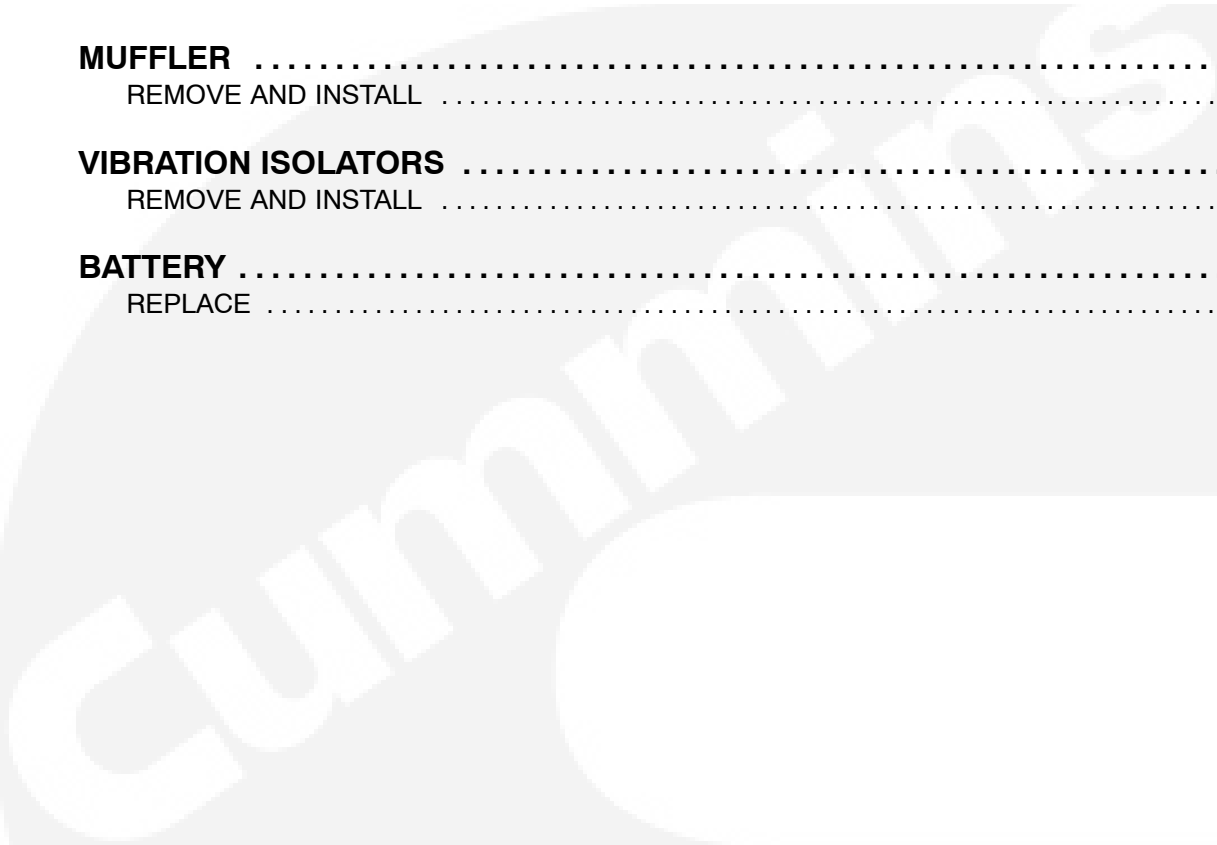 MUFFLER . . . . . . . . . . . . . . . . . . . . . . . . . . . . . . . . . . . . . . . . . . . . . . . . . . . . . . . . . . .
REMOVE AND INSTALL . . . . . . . . . . . . . . . . . . . . . . . . . . . . . . . . . . . . . . . . . . . . . . . . . . . . . . . . .
VIBRATION ISOLATORS . . . . . . . . . . . . . . . . . . . . . . . . . . . . . . . . . . . . . . . . . . . . . . .
REMOVE AND INSTALL . . . . . . . . . . . . . . . . . . . . . . . . . . . . . . . . . . . . . . . . . . . . . . . . . . . . . . . . .
BATTERY . . . . . . . . . . . . . . . . . . . . . . . . . . . . . . . . . . . . . . . . . . . . . . . . . . . . . . . . . . . .
REPLACE . . . . . . . . . . . . . . . . . . . . . . . . . . . . . . . . . . . . . . . . . . . . . . . . . . . . . . . . . . . . . . . . . . . . .
Cummins